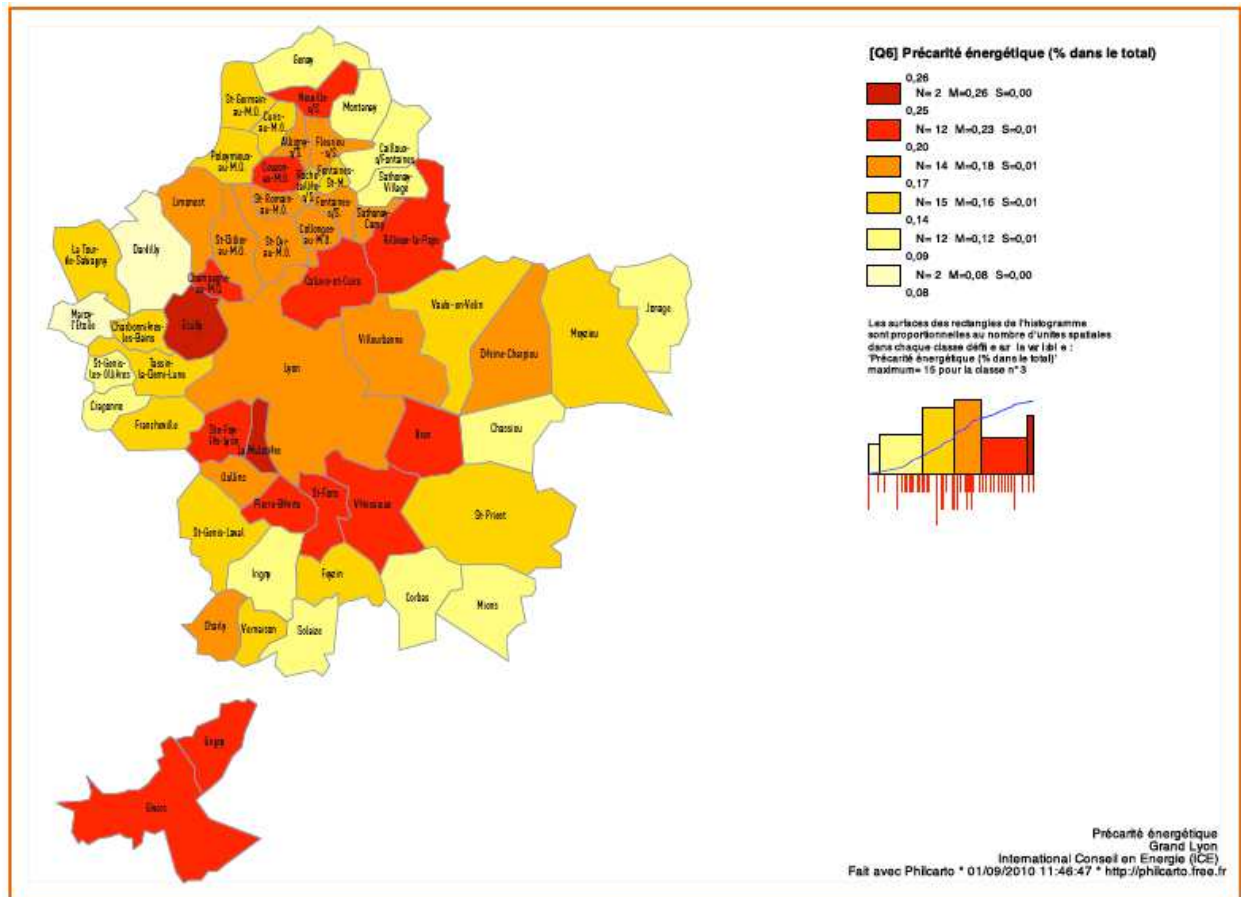 [Q6] Précarité énergétique (% dans le total)
0,26
N= 2 M=0,26 S=0,00
0,25
N= 12 M=0,23 S=0,01
0,20
N= 14 M=0,18 S=0,01
0,17
N= 15 M=0,16 S=0,01
0,14
N= 12 M=0,12 S=0,01
0,09
N= 2 M=0,08 S=0,00
0,08
Les surfaces des rectangles de l'histogramme
sont proportionnelles au nombre d'unites spatiales
dans chaque classe
'Précarité énergétique (% dans le total)'
maximum= 15 pour la classe n° 3
Genay
Neuville
s/S.
Montanay
St-Germain
-au-M.O.
Curis-
au-M.O.
Albigny-
s/S.
Fleurieu
s/S.
Cailloux-
s/Fontaines
Poleymieux-
au-M.O.
Couzon-
au-M.O.
Fontaines-
St-M.
Sathonay-
Village
Limonest
St-Romain-
au-M.O.
Fontaines-
s/S.
Sathonay-
Camp
Collonges-
au-M.O.
St-Didier
-au-M.O.
St-Cyr-
au-M.O.
Rillieux-la-Pape
La Tour-
de-Salvagny
Dardilly
Champagne-
au-M.O.
Caluire-et-Cuire
Vaulx-en-Velin
Jonage
Marcy-
l'Etoile
Charbonnières-
les-Bains
Ecully
Villeurbanne
Décine-Charpieu
Meyzieu
St-Genis-
les-Ollières
Tassin-
la-Demi-Lune
Lyon
Craponne
Francheville
Ste-Foy
-lès-Lyon
La Mulatière
Bron
Chassieu
Oullins
Pierre-Bénite
St-Fons
Vénissieux
St-Priest
St-Genis-Laval
Irigny
Feyzin
Corbas
Mions
Charly
Vernaison
Solaize
Grigny
Givors
Précarité énergétique
Grand Lyon
International Conseil en Energie (ICE)
Fait avec Philcarto * 01/09/2010 11:46:47 * http://philcarto.free.fr